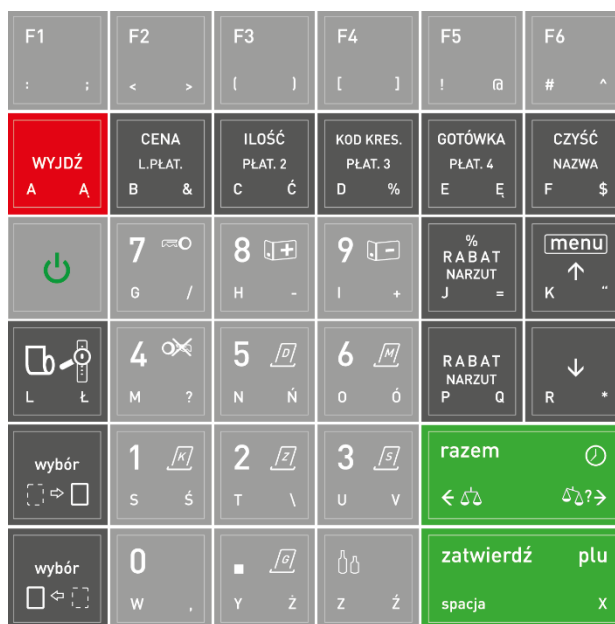 F1 F2 F3 F4 F5 F6
: ; < > ( ) [ ] ! @ # ^
WYJDŹ CENA ILOŚĆ KOD KRES. GOTÓWKA CZYŚĆ
L.PŁAT. PŁAT. 2 PŁAT. 3 PŁAT. 4 NAZWA
A Ą B & C Ć D % E Ę F $
7 8 + 9 - % menu
RABAT
NARZUT
G / H - I + J = K "
4 5 D 6 M RABAT
NARZUT
L Ł M ? N Ń O Ó P Q R *
wybór 1 K 2 Z 3 S razem
S Ś T \ U V ?
wybór 0 . G zatwierdź plu
W , Y Ż Z Ź spacja X